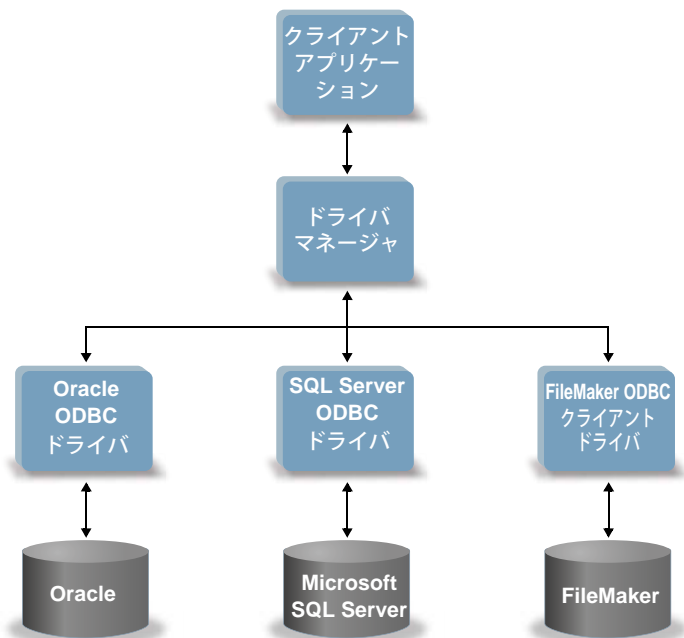 クライアント
アプリケー
ション
ドライバ
マネージャ
Oracle
ODBC
ドライバ
SQL Server
ODBC
ドライバ
FileMaker ODBC
クライアント
ドライバ
Oracle
Microsoft
SQL Server
FileMaker